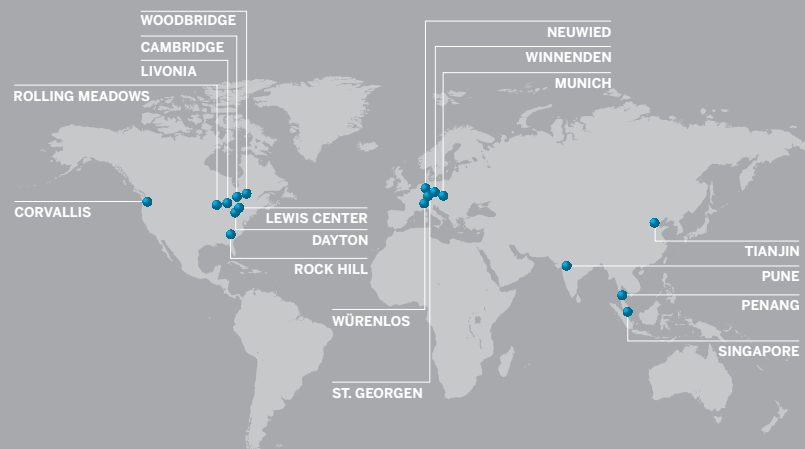 WOODBRIDGE
CAMBRIDGE
LIVONIA
ROLLING MEADOWS
CORVALLIS
LEWIS CENTER
DAYTON
ROCK HILL
NEUWIED
WINNENDEN
MUNICH
WÜRENLOS
ST. GEORGEN
TIANJIN
PUNE
PENANG
SINGAPORE